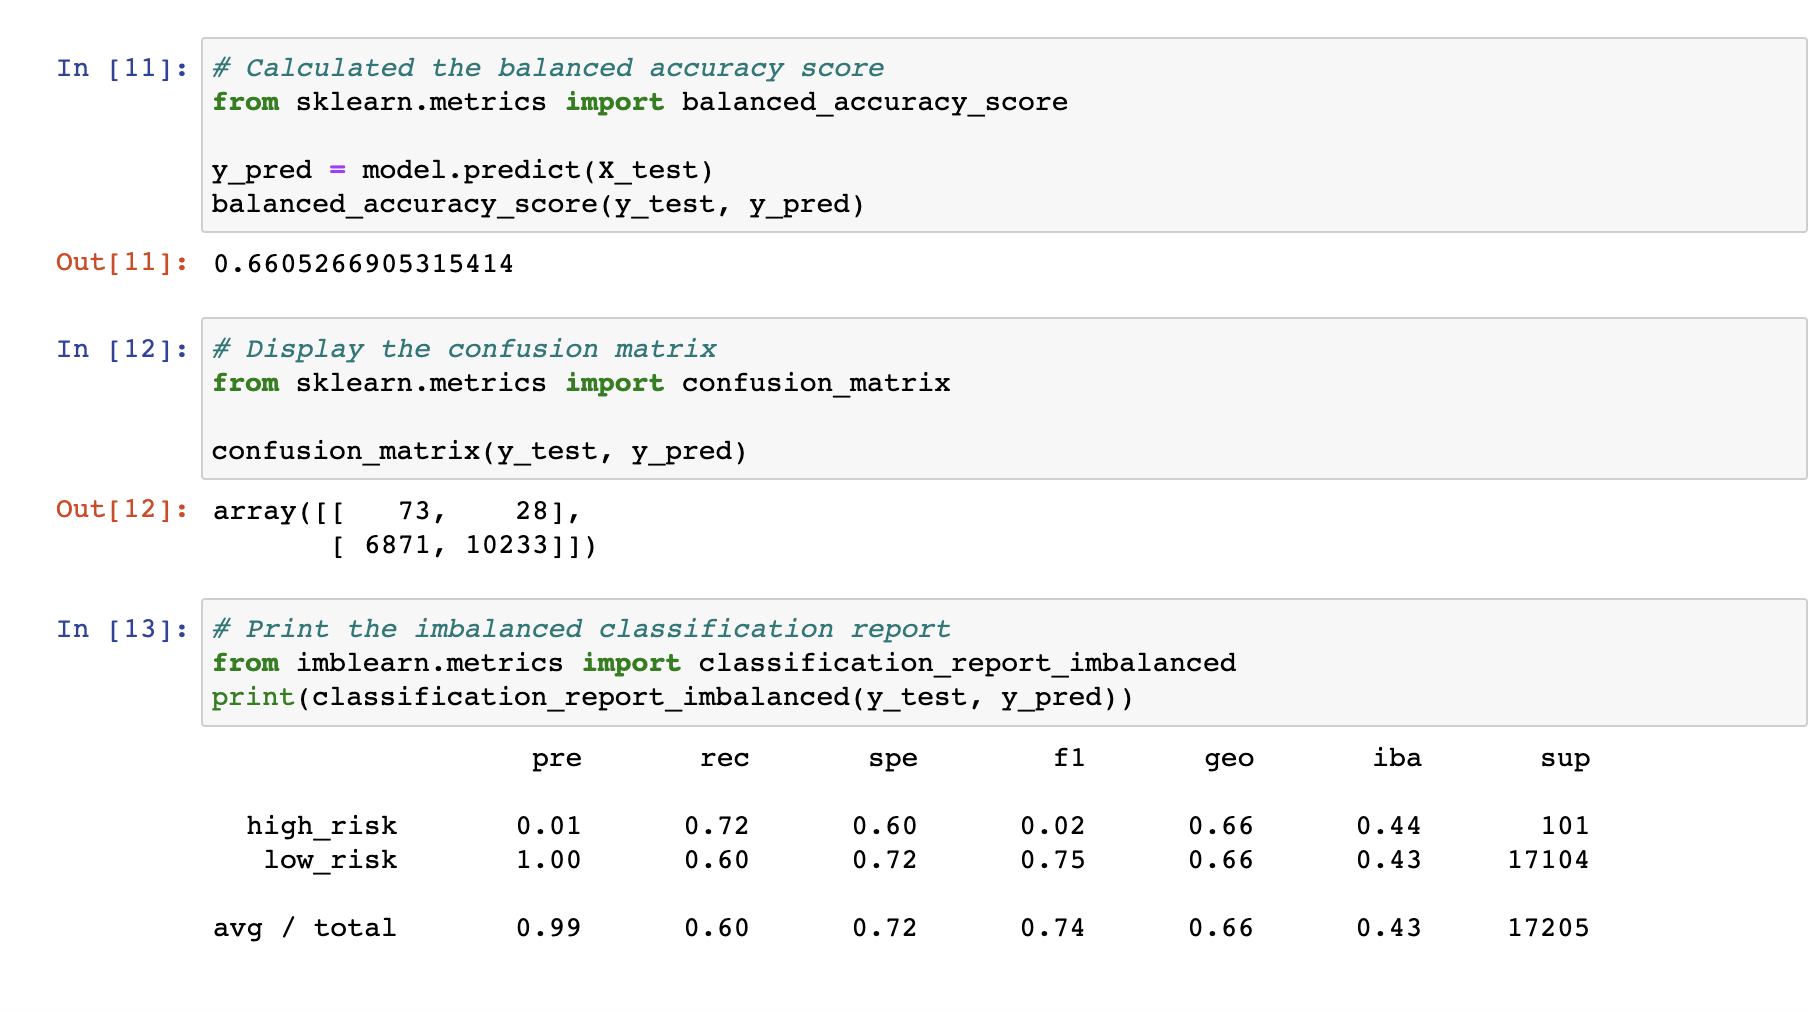 In [11]: # Calculated the balanced accuracy score
from sklearn.metrics import balanced_accuracy_score
y_pred = model.predict(X_test)
balanced_accuracy_score(y_test, y_pred)
Out[11]: 0.6605266905315414
In [12]: # Display the confusion matrix
from sklearn.metrics import confusion_matrix
confusion_matrix(y_test, y_pred)
Out[12]: array([[   73,    28],
       [ 6871, 10233]])
In [13]: # Print the imbalanced classification report
from imblearn.metrics import classification_report_imbalanced
print(classification_report_imbalanced(y_test, y_pred))
pre rec spe f1 geo iba sup
high_risk 0.01 0.72 0.60 0.02 0.66 0.44 101
low_risk 1.00 0.60 0.72 0.75 0.66 0.43 17104
avg / total 0.99 0.60 0.72 0.74 0.66 0.43 17205